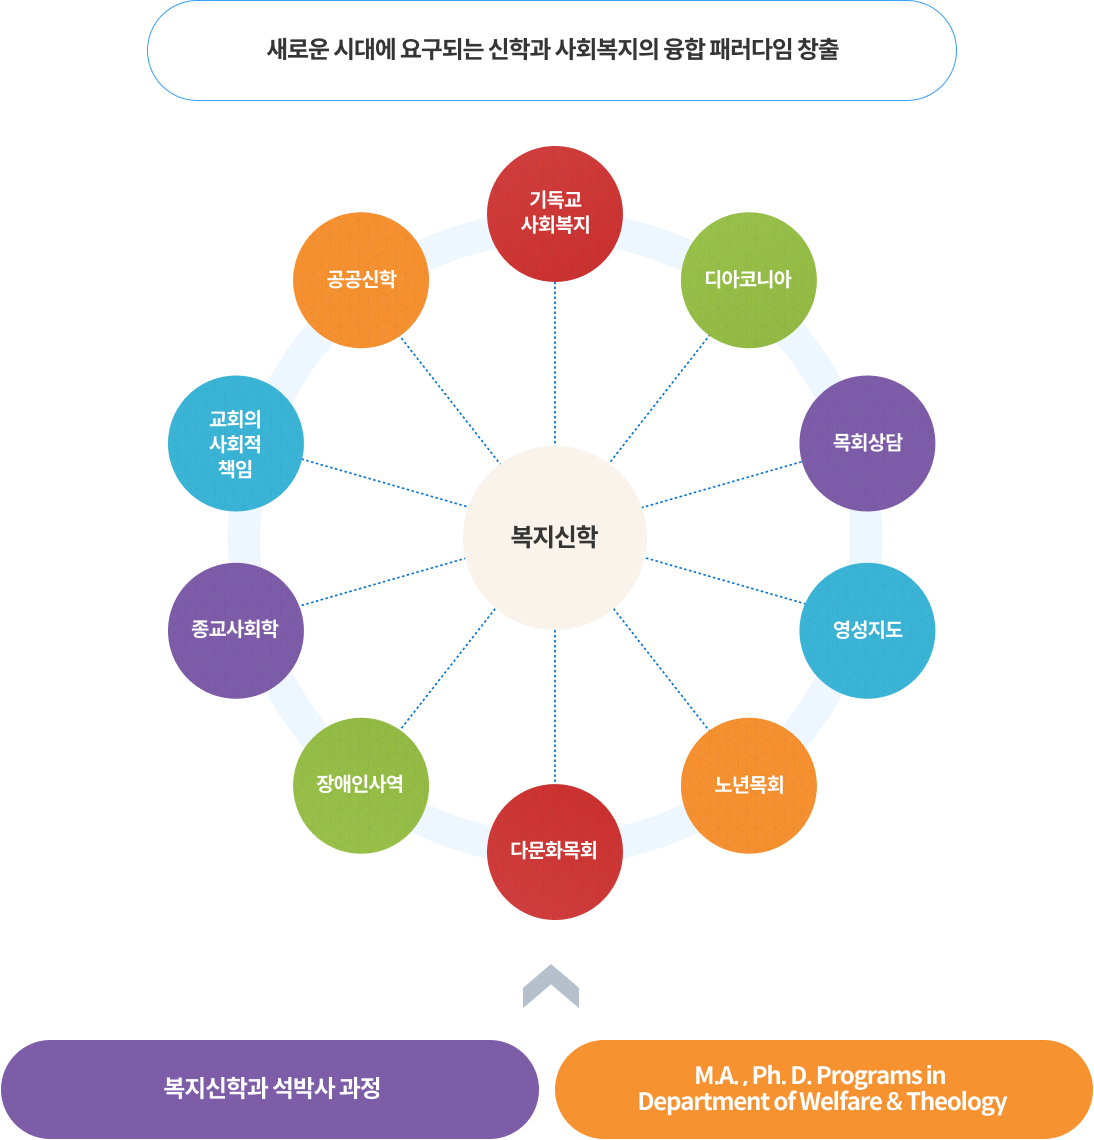 새로운 시대에 요구되는 신학과 사회복지의 융합 패러다임 창출
기독교
사회복지
공공신학
디아코니아
교회의
사회적
책임
목회상담
복지신학
종교사회학
영성지도
장애인사역
노년목회
다문화목회
복지신학과 석박사 과정
M.A. , Ph. D. Programs in
Department of Welfare & Theology